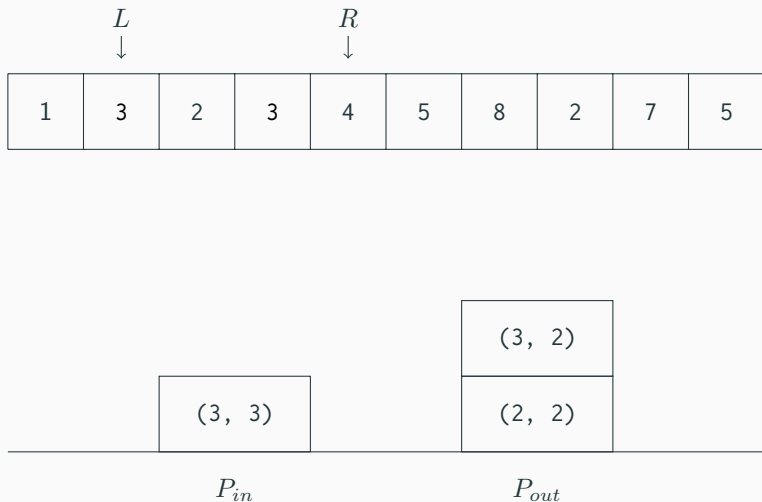 L R
1 3 2 3 4 5 8 2 7 5
(3, 2)
(3, 3) (2, 2)
P_in P_out